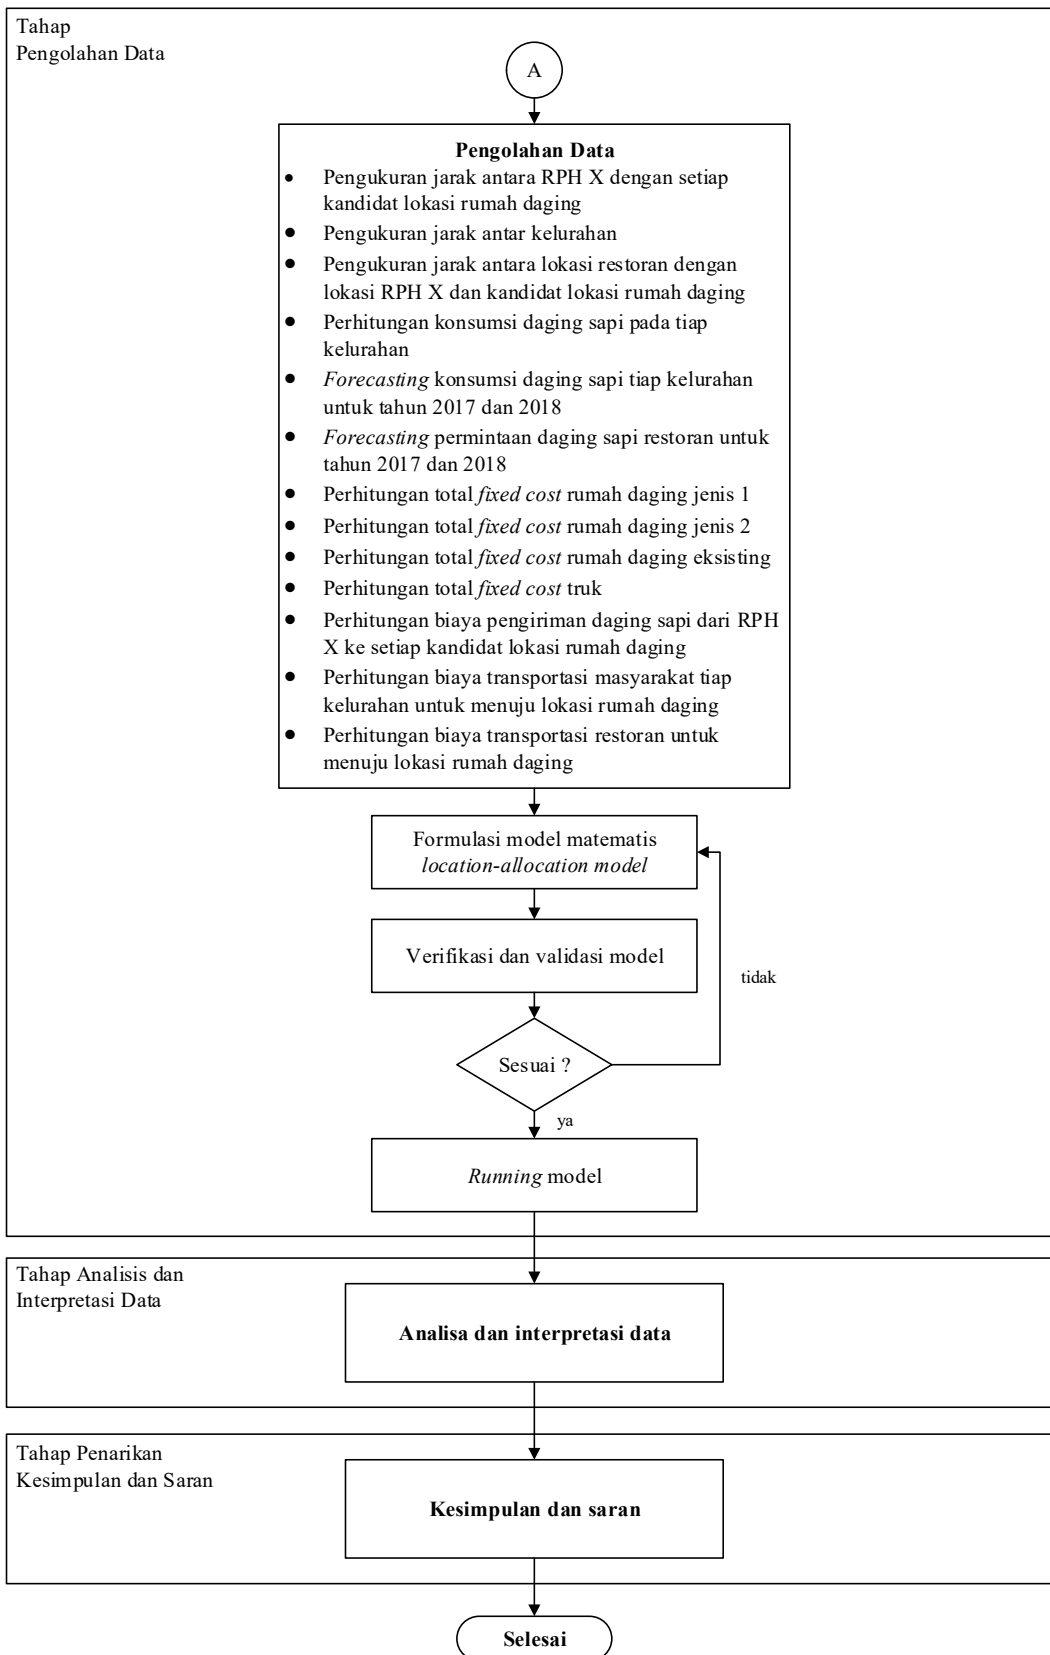 Tahap
Pengolahan Data
A
Pengolahan Data
• Pengukuran jarak antara RPH X dengan setiap
kandidat lokasi rumah daging
• Pengukuran jarak antar kelurahan
• Pengukuran jarak antara lokasi restoran dengan
lokasi RPH X dan kandidat lokasi rumah daging
• Perhitungan konsumsi daging sapi pada tiap
kelurahan
• Forecasting konsumsi daging sapi tiap kelurahan
untuk tahun 2017 dan 2018
• Forecasting permintaan daging sapi restoran untuk
tahun 2017 dan 2018
• Perhitungan total fixed cost rumah daging jenis 1
• Perhitungan total fixed cost rumah daging jenis 2
• Perhitungan total fixed cost rumah daging eksisting
• Perhitungan total fixed cost truk
• Perhitungan biaya pengiriman daging sapi dari RPH
X ke setiap kandidat lokasi rumah daging
• Perhitungan biaya transportasi masyarakat tiap
kelurahan untuk menuju lokasi rumah daging
• Perhitungan biaya transportasi restoran untuk
menuju lokasi rumah daging
Formulasi model matematis
location-allocation model
Verifikasi dan validasi model
tidak
Sesuai ?
ya
Running model
Tahap Analisis dan
Interpretasi Data
Analisa dan interpretasi data
Tahap Penarikan
Kesimpulan dan Saran
Kesimpulan dan saran
Selesai